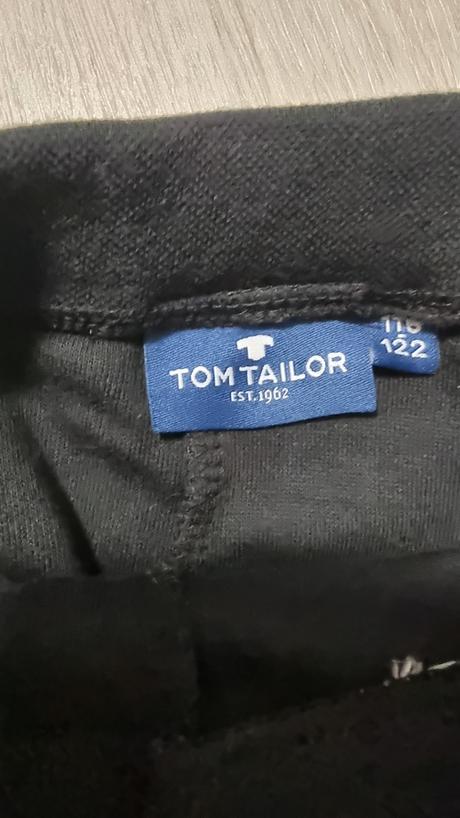 TOM TAILOR
EST. 1962
116
122